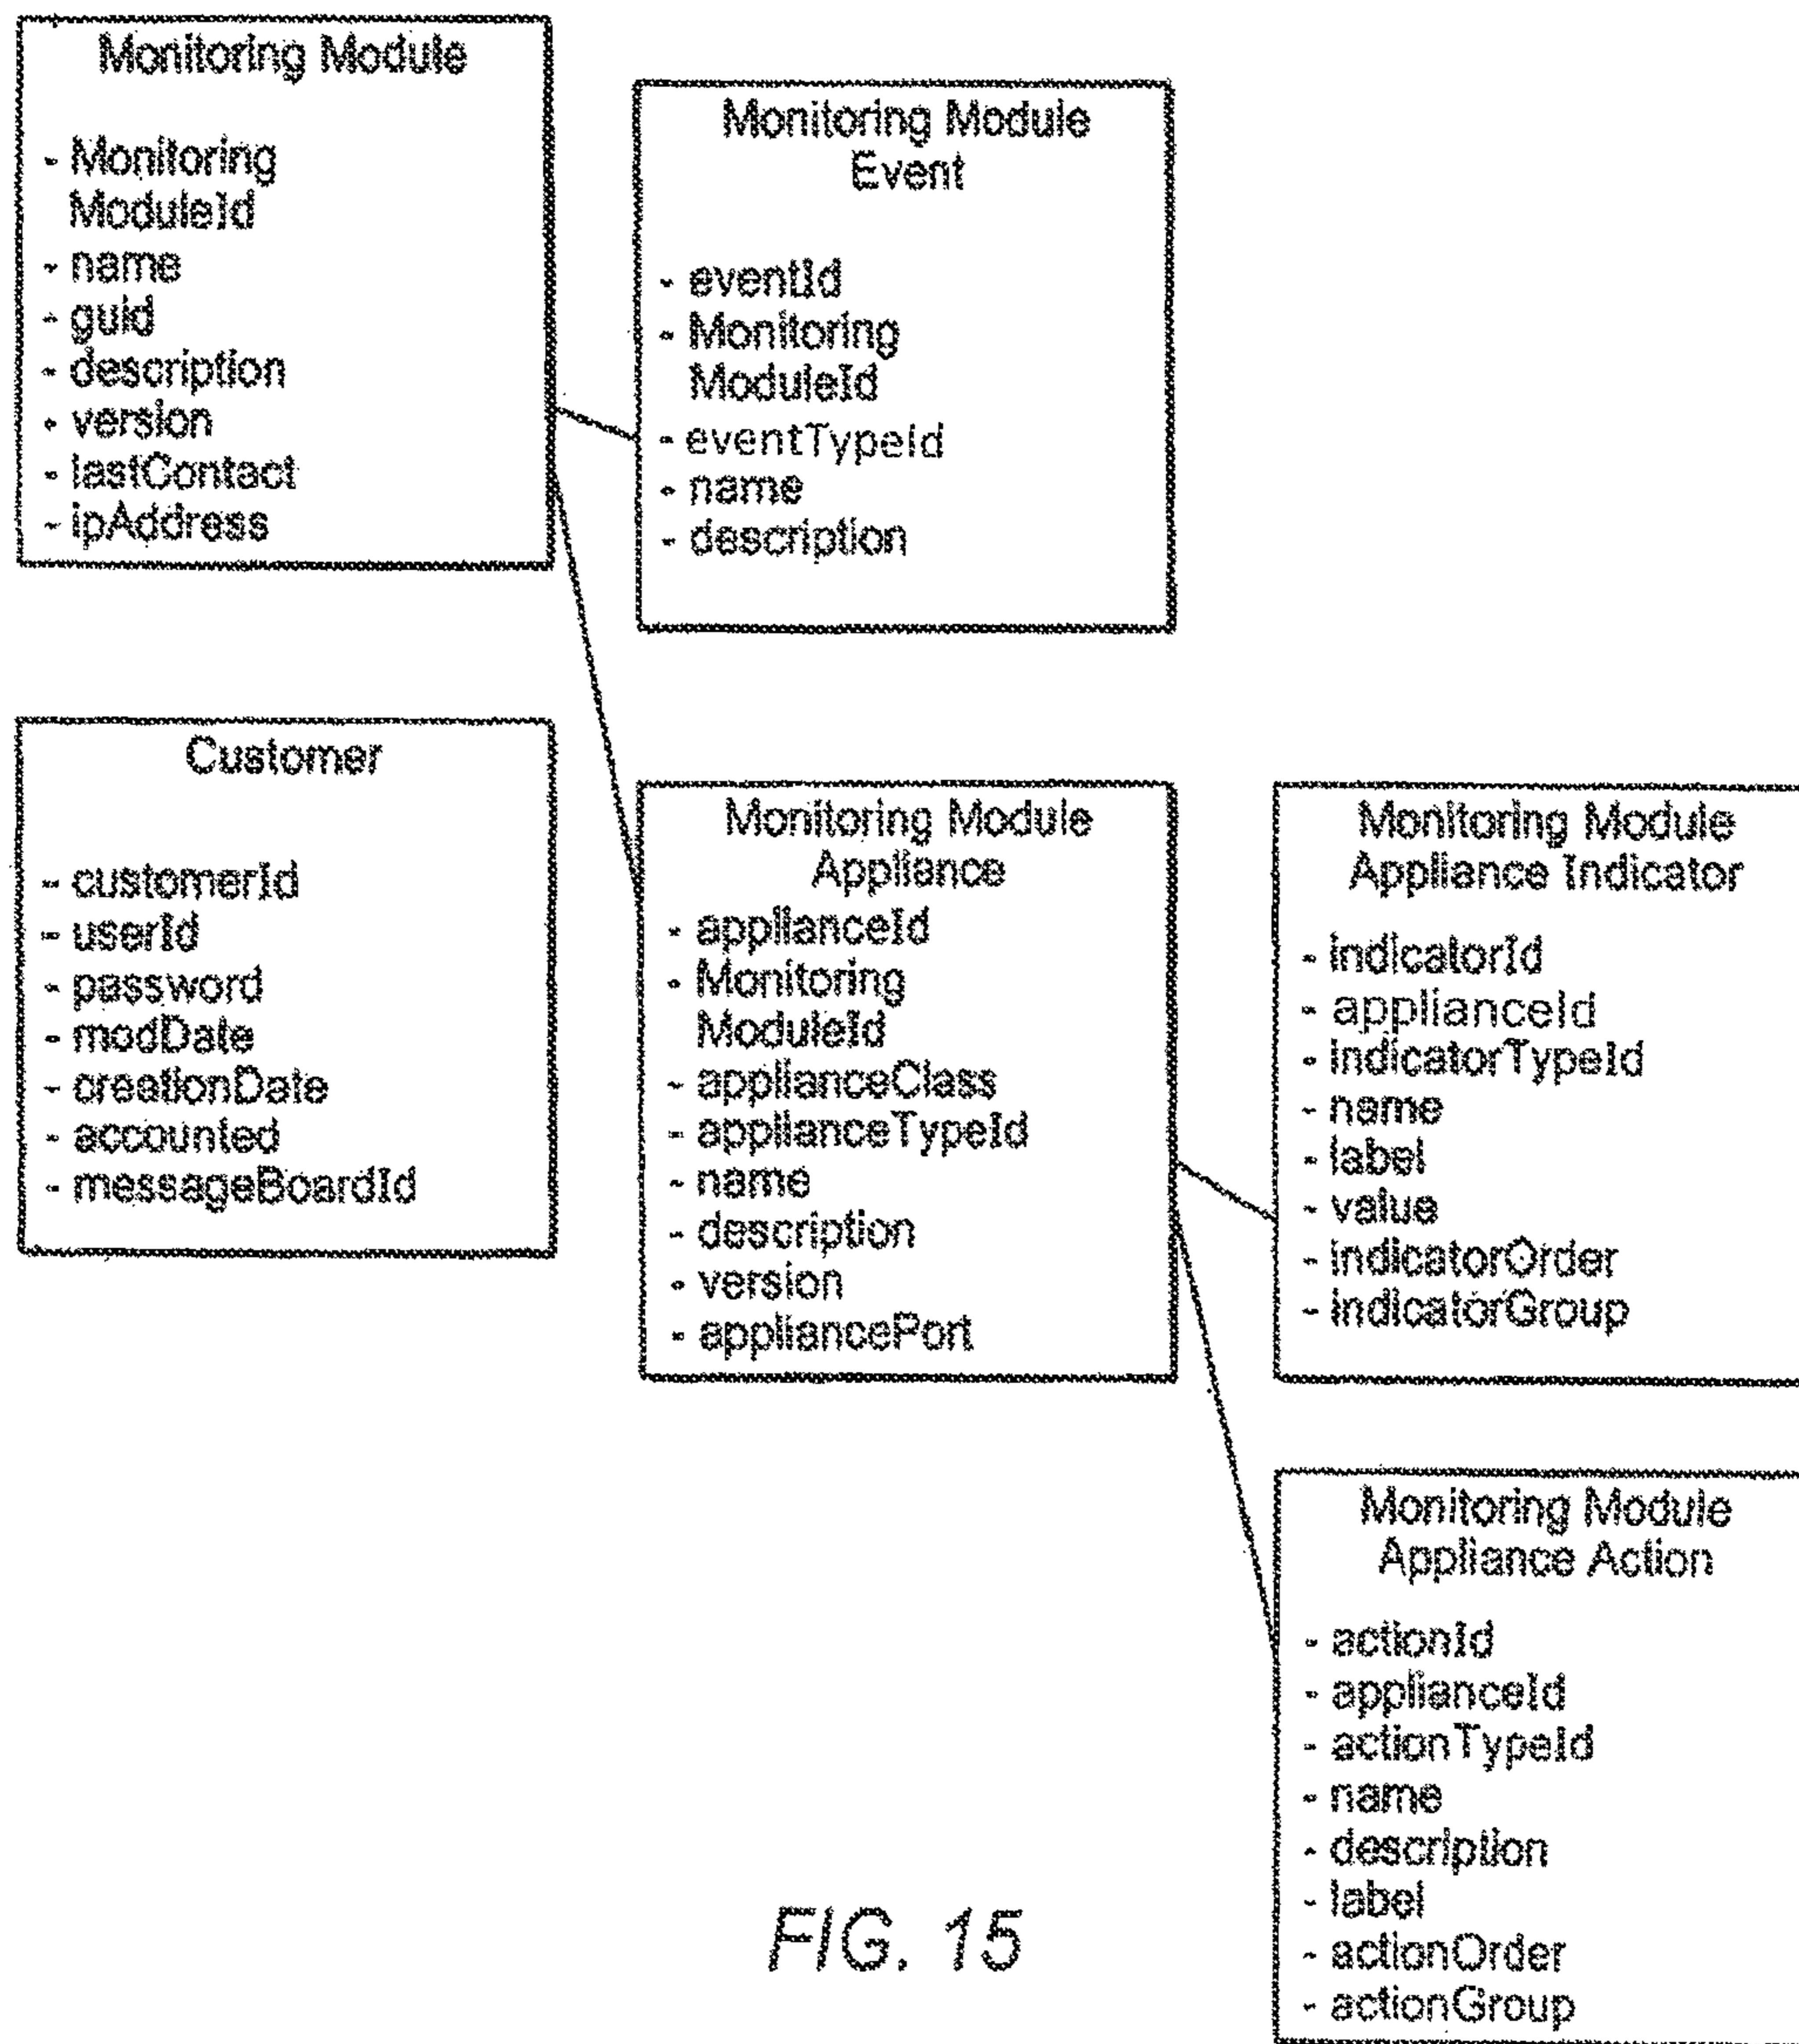 Monitoring Module
- Monitoring
ModuleId
- name
- guid
- description
- version
- lastContact
- ipAddress
Monitoring Module
Event
- eventId
- Monitoring
ModuleId
- eventTypeId
- name
- description
Customer
- customerId
- userId
- password
- modDate
- creationDate
- accounted
- messageBoardId
Monitoring Module
Appliance
- applianceId
- Monitoring
ModuleId
- applianceClass
- applianceTypeId
- name
- description
- version
- appliancePort
Monitoring Module
Appliance Indicator
- indicatorId
- applianceId
- indicatorTypeId
- name
- label
- value
- indicatorOrder
- indicatorGroup
Monitoring Module
Appliance Action
- actionId
- applianceId
- actionTypeId
- name
- description
- label
- actionOrder
- actionGroup
FIG. 15